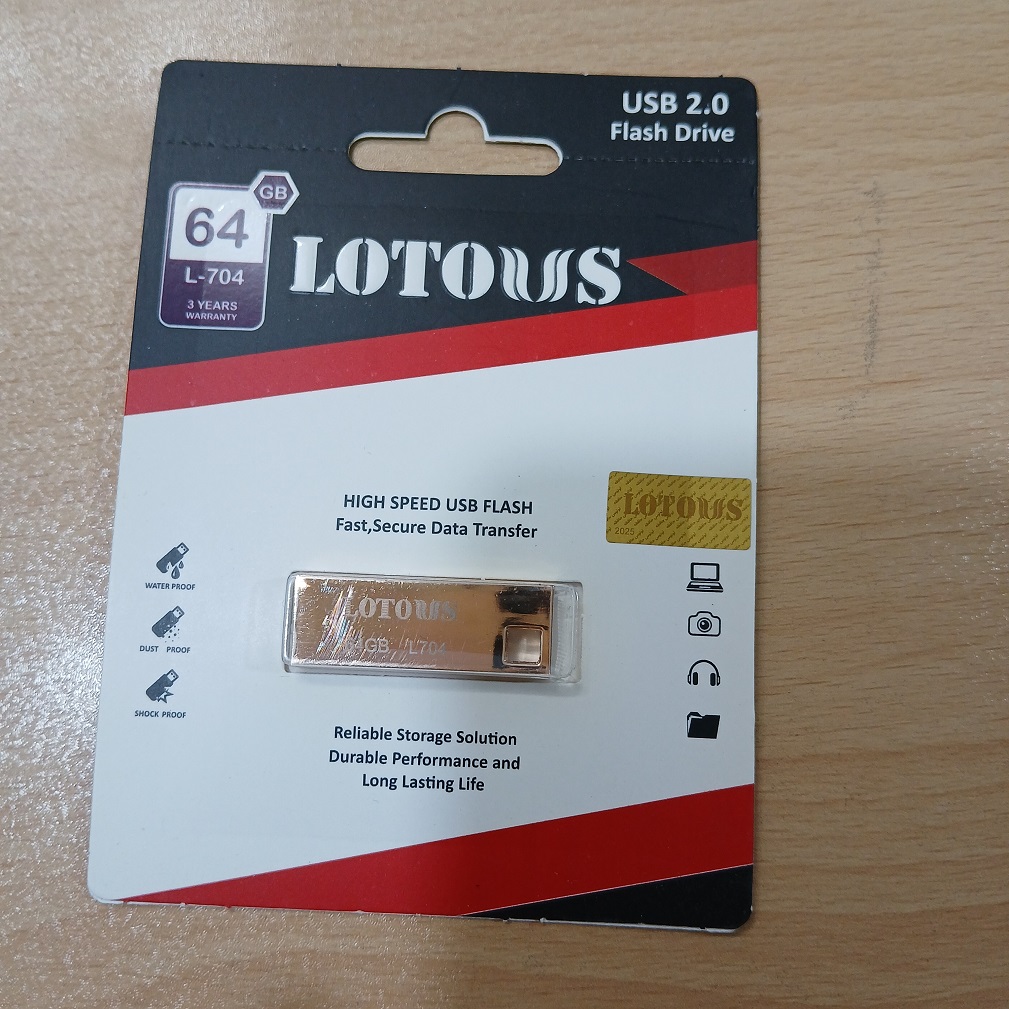 USB 2.0
Flash Drive
GB
64
L-704
3 YEARS
WARRANTY
LOTOUS
HIGH SPEED USB FLASH
Fast,Secure Data Transfer
LOTOUS
2025
WATER PROOF
DUST PROOF
SHOCK PROOF
LOTOUS
64GB L704
Reliable Storage Solution
Durable Performance and
Long Lasting Life